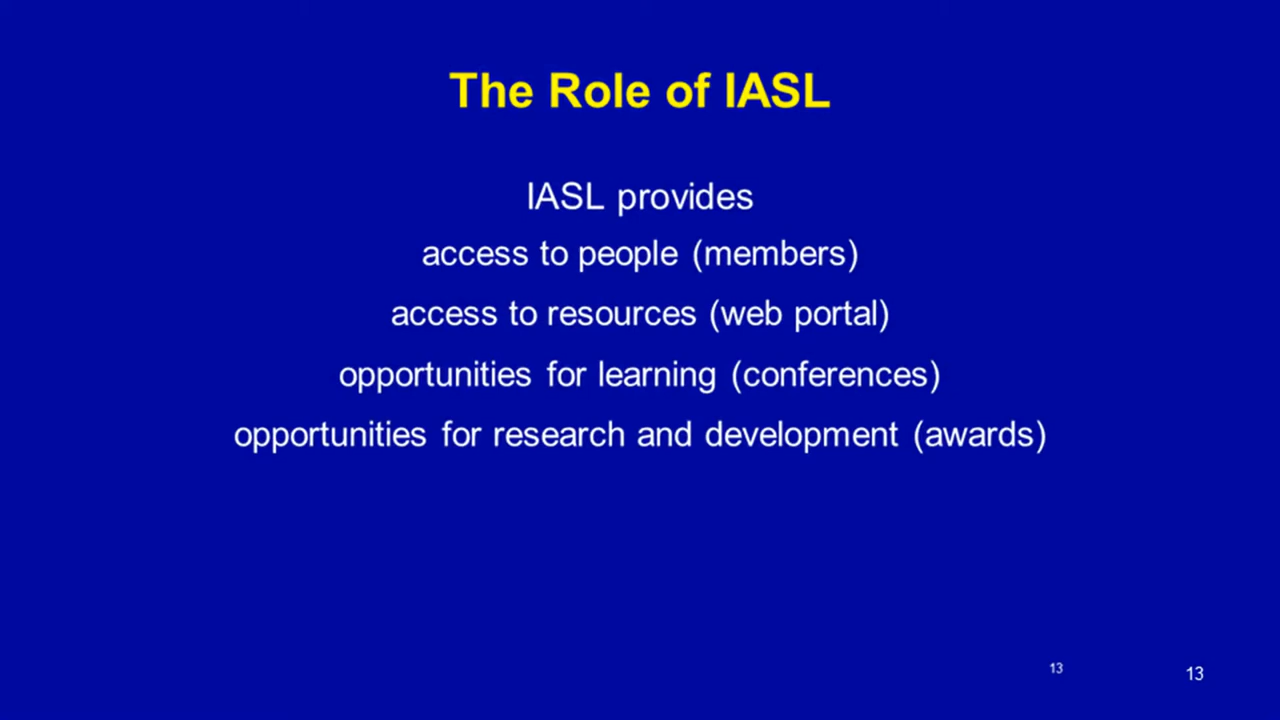 The Role of IASL
IASL provides
access to people (members)
access to resources (web portal)
opportunities for learning (conferences)
opportunities for research and development (awards)
13
13